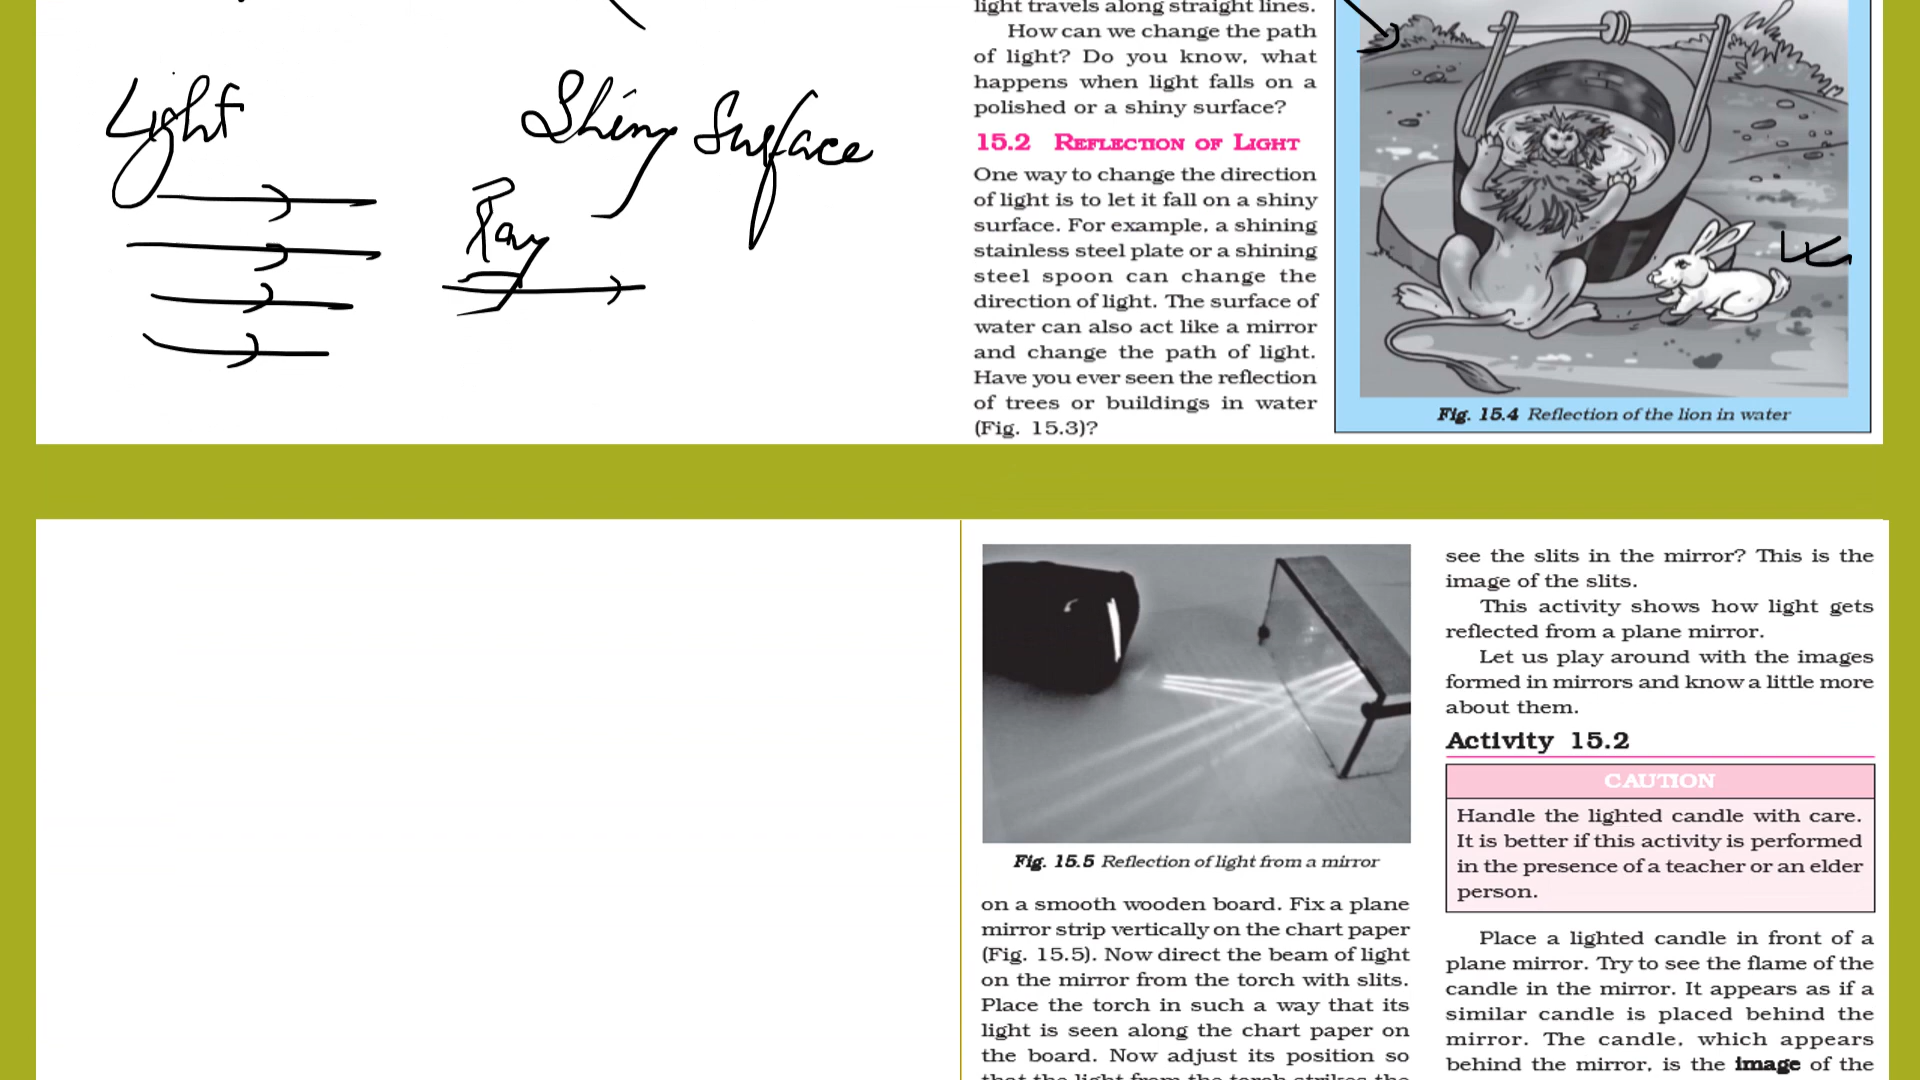 Light
Shiny Surface
Ray
light travels along straight lines.
How can we change the path
of light? Do you know, what
happens when light falls on a
polished or a shiny surface?
15.2 REFLECTION OF LIGHT
One way to change the direction
of light is to let it fall on a shiny
surface. For example, a shining
stainless steel plate or a shining
steel spoon can change the
direction of light. The surface of
water can also act like a mirror
and change the path of light.
Have you ever seen the reflection
of trees or buildings in water
(Fig. 15.3)?
Fig. 15.4 Reflection of the lion in water
Fig. 15.5 Reflection of light from a mirror
on a smooth wooden board. Fix a plane
mirror strip vertically on the chart paper
(Fig. 15.5). Now direct the beam of light
on the mirror from the torch with slits.
Place the torch in such a way that its
light is seen along the chart paper on
the board. Now adjust its position so
that the light from the torch strikes the
see the slits in the mirror? This is the
image of the slits.
This activity shows how light gets
reflected from a plane mirror.
Let us play around with the images
formed in mirrors and know a little more
about them.
Activity 15.2
CAUTION
Handle the lighted candle with care.
It is better if this activity is performed
in the presence of a teacher or an elder
person.
Place a lighted candle in front of a
plane mirror. Try to see the flame of the
candle in the mirror. It appears as if a
similar candle is placed behind the
mirror. The candle, which appears
behind the mirror, is the image of the